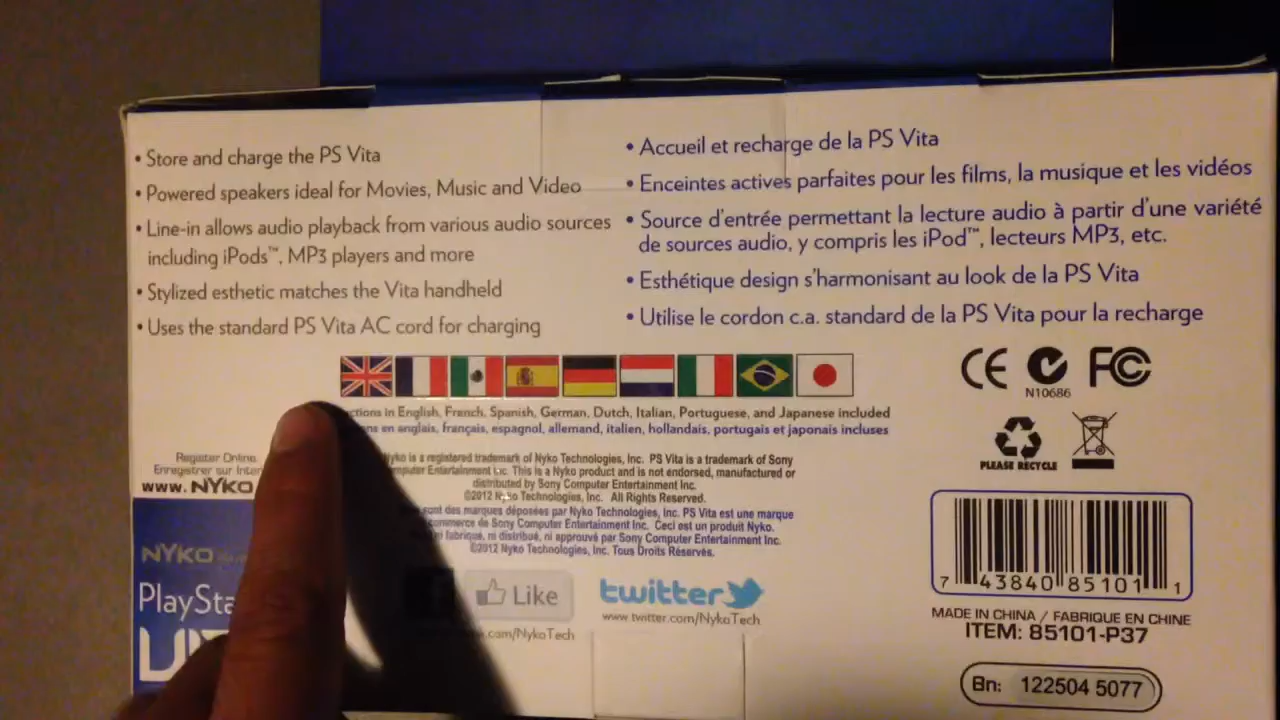 • Store and charge the PS Vita
• Powered speakers ideal for Movies, Music and Video
• Line-in allows audio playback from various audio sources
including iPods™, MP3 players and more
• Stylized esthetic matches the Vita handheld
• Uses the standard PS Vita AC cord for charging
• Accueil et recharge de la PS Vita
• Enceintes actives parfaites pour les films, la musique et les vidéos
• Source d'entrée permettant la lecture audio à partir d'une variété
de sources audio, y compris les iPod™, lecteurs MP3, etc.
• Esthétique design s'harmonisant au look de la PS Vita
• Utilise le cordon c.a. standard de la PS Vita pour la recharge
in English, French, Spanish, German, Dutch, Italian, Portuguese, and Japanese included
en anglais, français, espagnol, allemand, italien, hollandais, portugais et japonais incluses
Nyko is a registered trademark of Nyko Technologies, Inc. PS Vita is a trademark of Sony
Computer Entertainment Inc. This is a Nyko product and is not endorsed, manufactured or
distributed by Sony Computer Entertainment Inc.
©2012 Nyko Technologies, Inc. All Rights Reserved.
sont des marques déposées par Nyko Technologies, Inc. PS Vita est une marque
commerce de Sony Computer Entertainment Inc. Ceci est un produit Nyko.
ni fabriqué, ni distribué, ni approuvé par Sony Computer Entertainment Inc.
©2012 Nyko Technologies, Inc. Tous Droits Réservés.
Register Online
Enregistrer sur
www. NYKO
NYKO
PlaySta
Like
.com/NykoTech
twitter
www.twitter.com/NykoTech
CE FC
N10686
PLEASE RECYCLE
7 43840 85101 1
MADE IN CHINA / FABRIQUE EN CHINE
ITEM: 85101-P37
Bn: 122504 5077